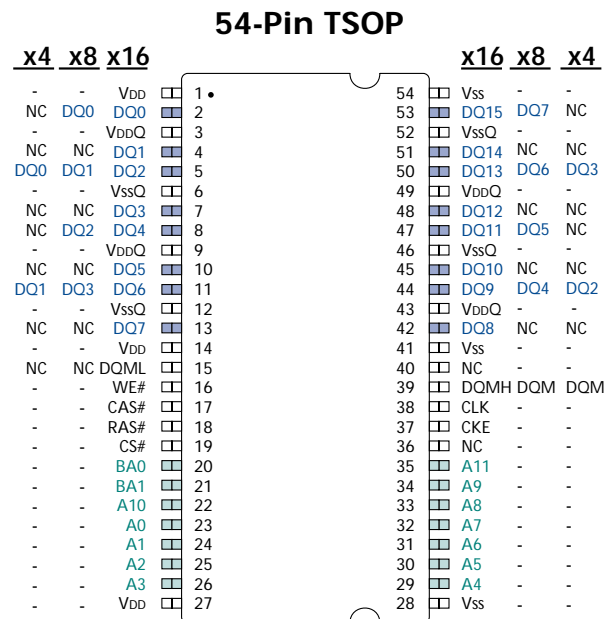 54-Pin TSOP
x4 x8 x16 x16 x8 x4
- - VDD 1 • 54 Vss - -
NC DQ0 DQ0 2 53 DQ15 DQ7 NC
- - VDDQ 3 52 VssQ - -
NC NC DQ1 4 51 DQ14 NC NC
DQ0 DQ1 DQ2 5 50 DQ13 DQ6 DQ3
- - VssQ 6 49 VDDQ - -
NC NC DQ3 7 48 DQ12 NC NC
NC DQ2 DQ4 8 47 DQ11 DQ5 NC
- - VDDQ 9 46 VssQ - -
NC NC DQ5 10 45 DQ10 NC NC
DQ1 DQ3 DQ6 11 44 DQ9 DQ4 DQ2
- - VssQ 12 43 VDDQ - -
NC NC DQ7 13 42 DQ8 NC NC
- - VDD 14 41 Vss - -
NC NC DQML 15 40 NC - -
- - WE# 16 39 DQMH DQM DQM
- - CAS# 17 38 CLK - -
- - RAS# 18 37 CKE - -
- - CS# 19 36 NC - -
- - BA0 20 35 A11 - -
- - BA1 21 34 A9 - -
- - A10 22 33 A8 - -
- - A0 23 32 A7 - -
- - A1 24 31 A6 - -
- - A2 25 30 A5 - -
- - A3 26 29 A4 - -
- - VDD 27 28 Vss - -